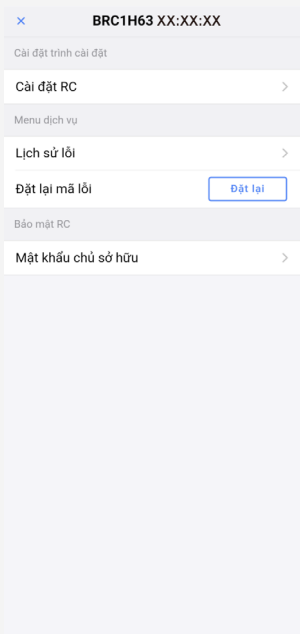 × BRC1H63 XX:XX:XX
Cài đặt trình cài đặt
Cài đặt RC
Menu dịch vụ
Lịch sử lỗi
Đặt lại mã lỗi Đặt lại
Bảo mật RC
Mật khẩu chủ sở hữu